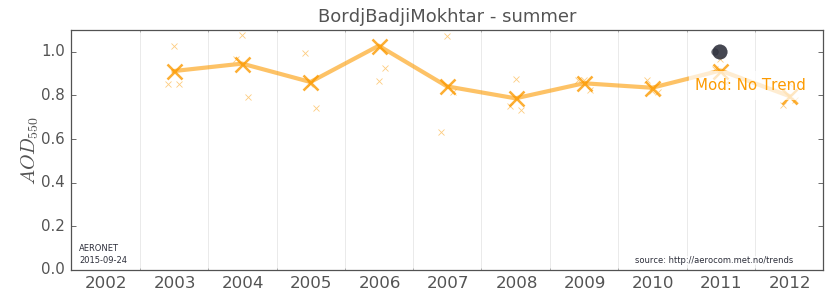 BordjBadjiMokhtar - summer
1.0
0.8
0.6
0.4
0.2
0.0
AOD550
Mod: No Trend
AERONET
2015-09-24
source: http://aerocom.met.no/trends
2002 2003 2004 2005 2006 2007 2008 2009 2010 2011 2012